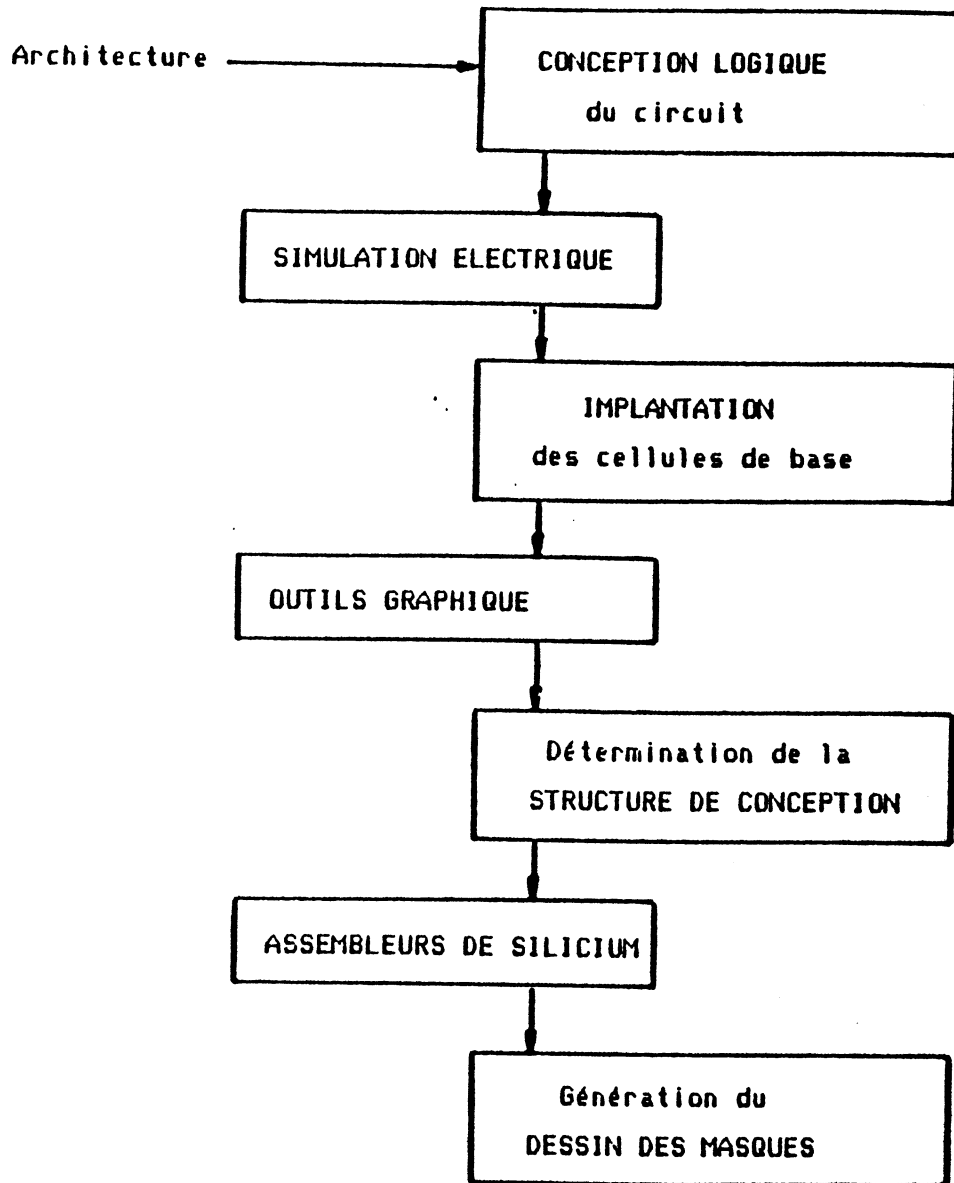 Architecture
CONCEPTION LOGIQUE
du circuit
SIMULATION ELECTRIQUE
IMPLANTATION
des cellules de base
OUTILS GRAPHIQUE
Détermination de la
STRUCTURE DE CONCEPTION
ASSEMBLEURS DE SILICIUM
Génération du
DESSIN DES MASQUES